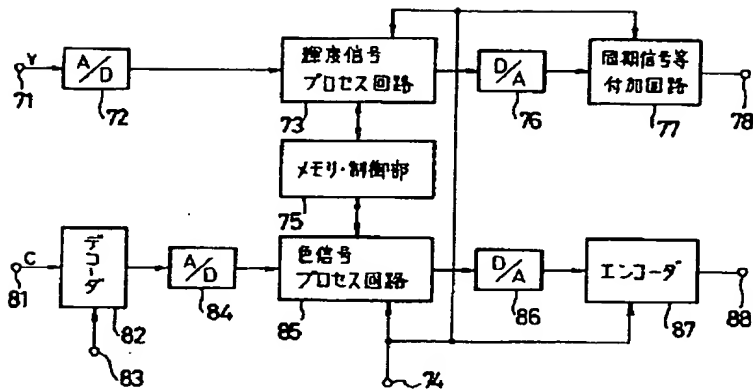 Y
71
A/D
72
輝度信号
プロセス回路
73
D/A
76
同期信号等
付加回路
77
78
メモリ・制御部
75
C
81
デコーダ
82
83
A/D
84
色信号
プロセス回路
85
74
D/A
86
エンコーダ
87
88